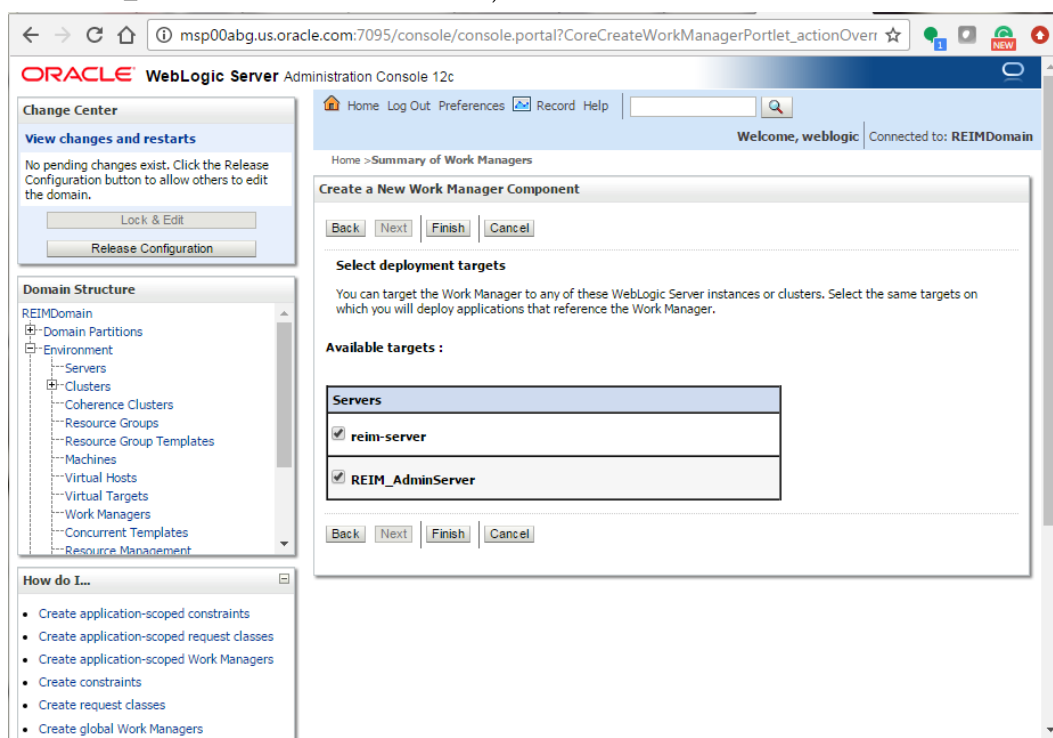 msp00abg.us.oracle.com:7095/console/console.portal?CoreCreateWorkManagerPortlet_actionOverr
1
NEW
ORACLE WebLogic Server Administration Console 12c
Change Center
View changes and restarts
No pending changes exist. Click the Release
Configuration button to allow others to edit
the domain.
Lock & Edit
Release Configuration
Domain Structure
REIMDomain
Domain Partitions
Environment
Servers
Clusters
Coherence Clusters
Resource Groups
Resource Group Templates
Machines
Virtual Hosts
Virtual Targets
Work Managers
Concurrent Templates
Resource Management
How do I...
Create application-scoped constraints
Create application-scoped request classes
Create application-scoped Work Managers
Create constraints
Create request classes
Create global Work Managers
Home Log Out Preferences Record Help
Welcome, weblogic Connected to: REIMDomain
Home >Summary of Work Managers
Create a New Work Manager Component
Back Next Finish Cancel
Select deployment targets
You can target the Work Manager to any of these WebLogic Server instances or clusters. Select the same targets on
which you will deploy applications that reference the Work Manager.
Available targets :
Servers
reim-server
REIM_AdminServer
Back Next Finish Cancel